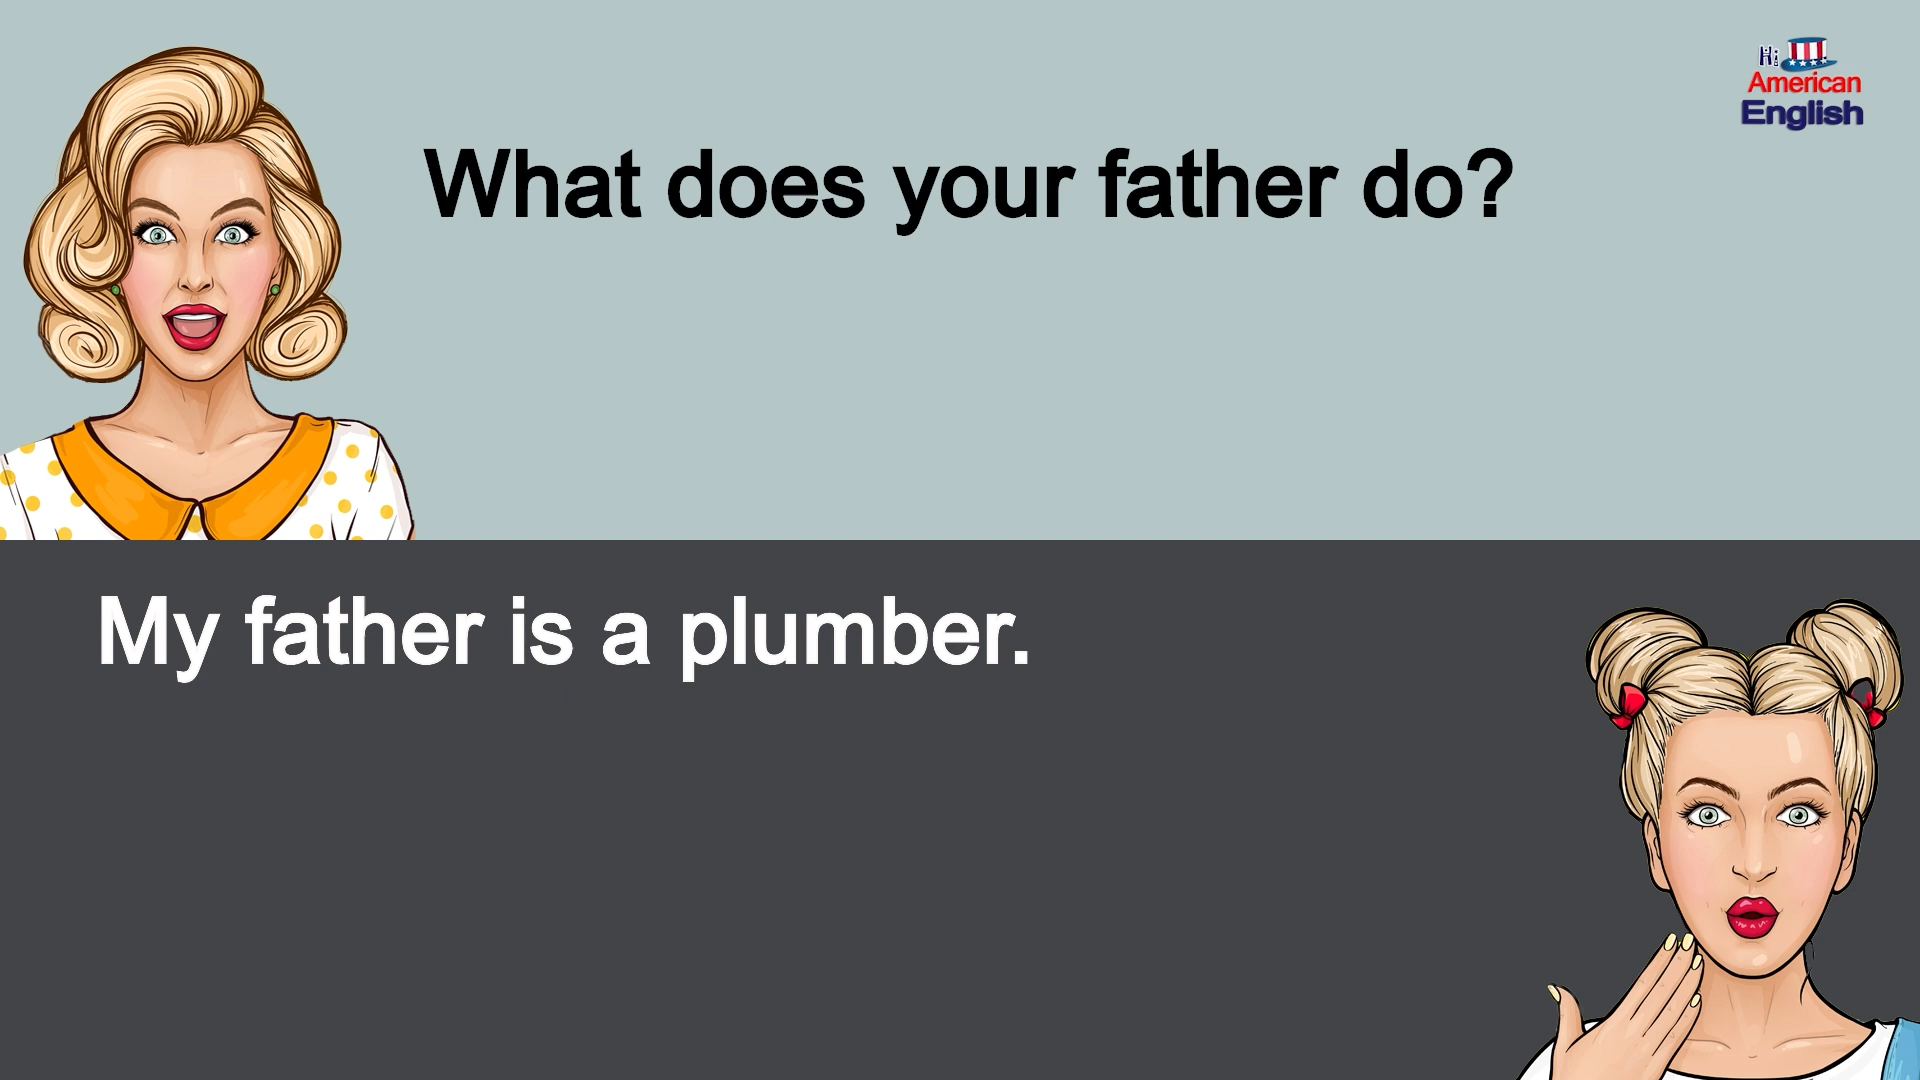 Hi
American
English
What does your father do?
My father is a plumber.